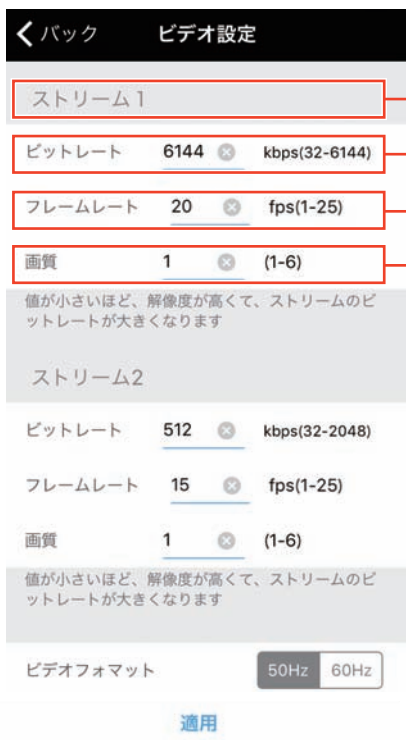 バック ビデオ設定
ストリーム1
ビットレート 6144 kbps(32-6144)
フレームレート 20 fps(1-25)
画質 1 (1-6)
値が小さいほど、解像度が高くて、ストリームのビ
ットレートが大きくなります
ストリーム2
ビットレート 512 kbps(32-2048)
フレームレート 15 fps(1-25)
画質 1 (1-6)
値が小さいほど、解像度が高くて、ストリームのビ
ットレートが大きくなります
ビデオフォマット 50Hz 60Hz
適用